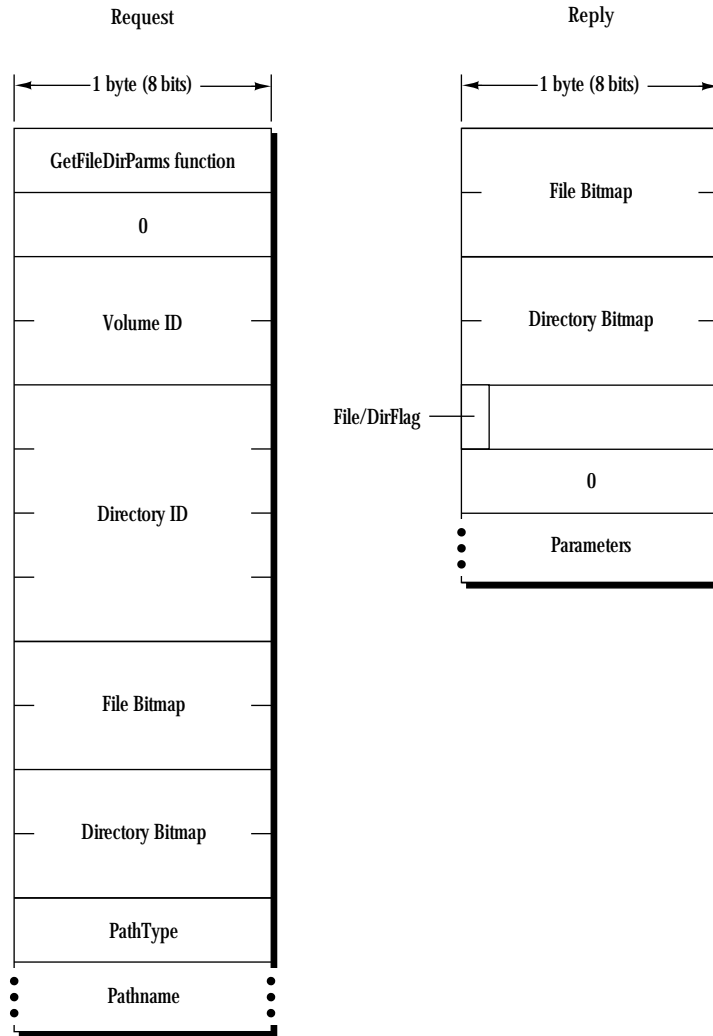 Request
1 byte (8 bits)
GetFileDirParms function
0
Volume ID
Directory ID
File Bitmap
Directory Bitmap
PathType
Pathname
Reply
1 byte (8 bits)
File Bitmap
Directory Bitmap
File/DirFlag
0
Parameters